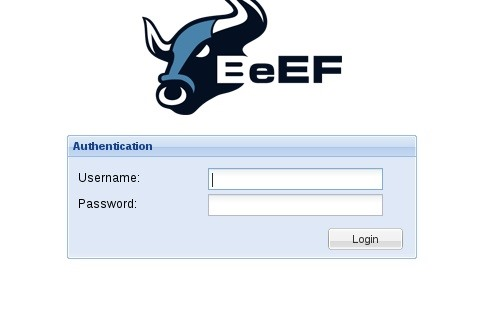 BeEF
Authentication
Username:
Password:
Login